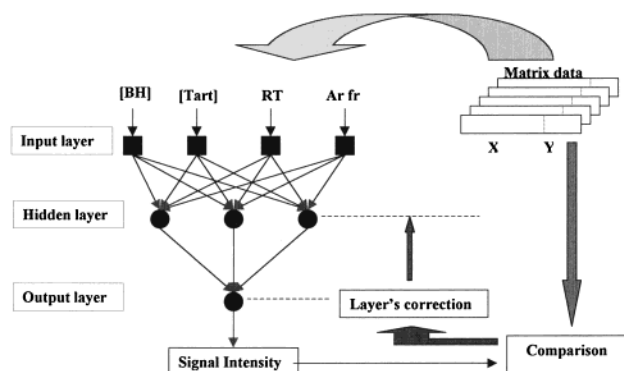 Matrix data
[BH] [Tart] RT Ar fr
Input layer
X Y
Hidden layer
Output layer
Layer's correction
Signal Intensity
Comparison